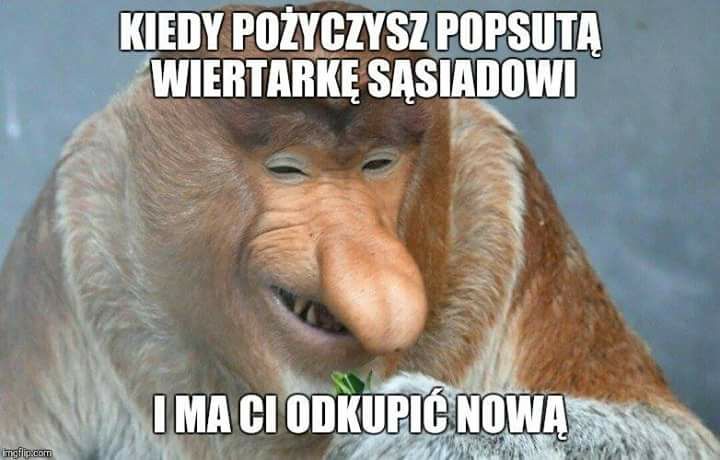 KIEDY POŻYCZYSZ POPSUTĄ
WIERTARKĘ SĄSIADOWI
I MA CI ODKUPIĆ NOWĄ
imgflip.com